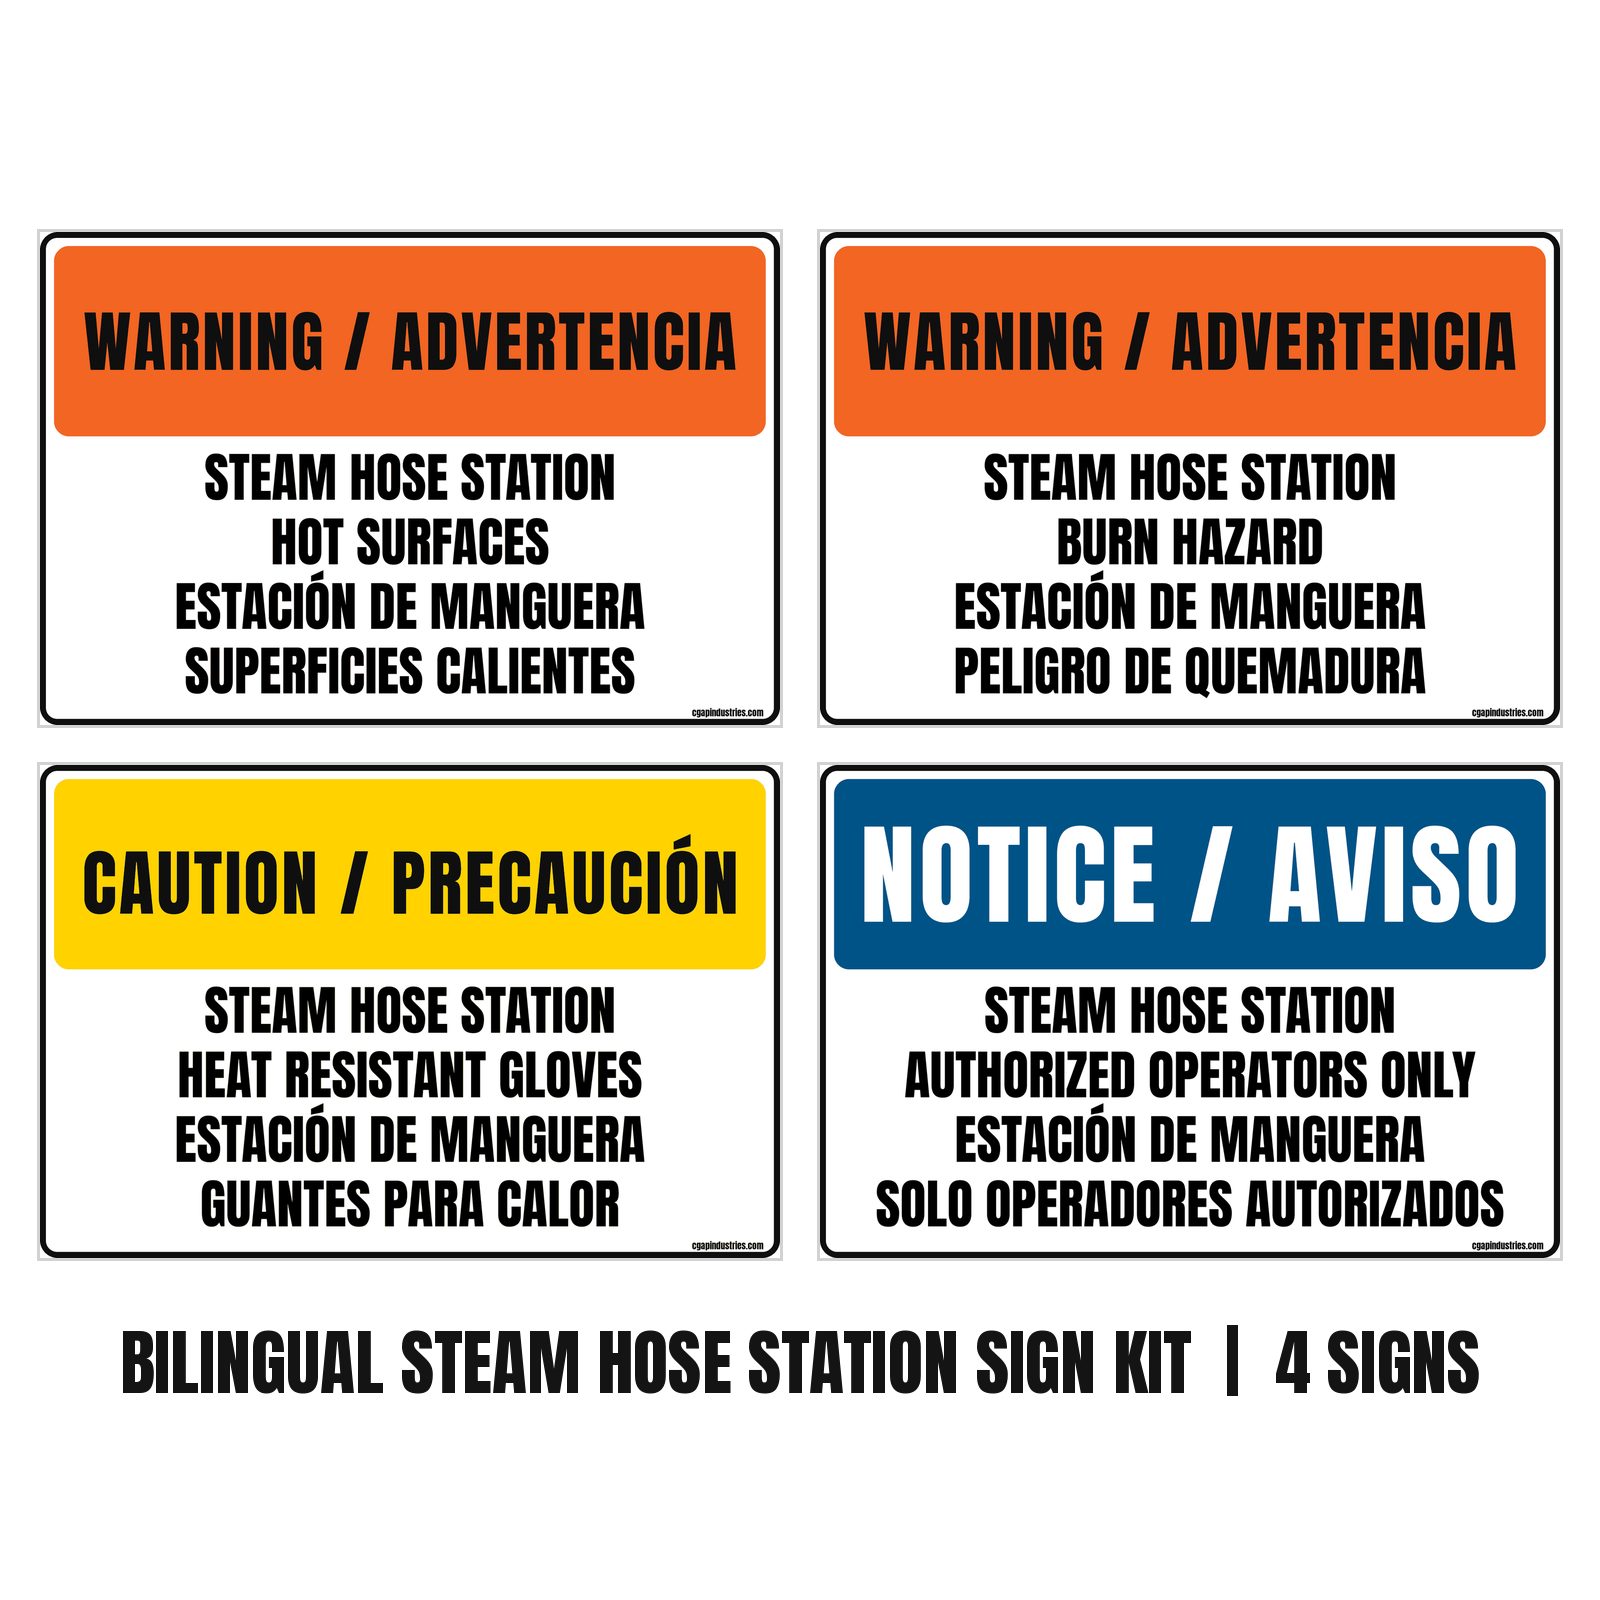 WARNING / ADVERTENCIA
STEAM HOSE STATION
HOT SURFACES
ESTACIÓN DE MANGUERA
SUPERFICIES CALIENTES
cgapindustries.com
WARNING / ADVERTENCIA
STEAM HOSE STATION
BURN HAZARD
ESTACIÓN DE MANGUERA
PELIGRO DE QUEMADURA
cgapindustries.com
CAUTION / PRECAUCIÓN
STEAM HOSE STATION
HEAT RESISTANT GLOVES
ESTACIÓN DE MANGUERA
GUANTES PARA CALOR
cgapindustries.com
NOTICE / AVISO
STEAM HOSE STATION
AUTHORIZED OPERATORS ONLY
ESTACIÓN DE MANGUERA
SOLO OPERADORES AUTORIZADOS
cgapindustries.com
BILINGUAL STEAM HOSE STATION SIGN KIT | 4 SIGNS